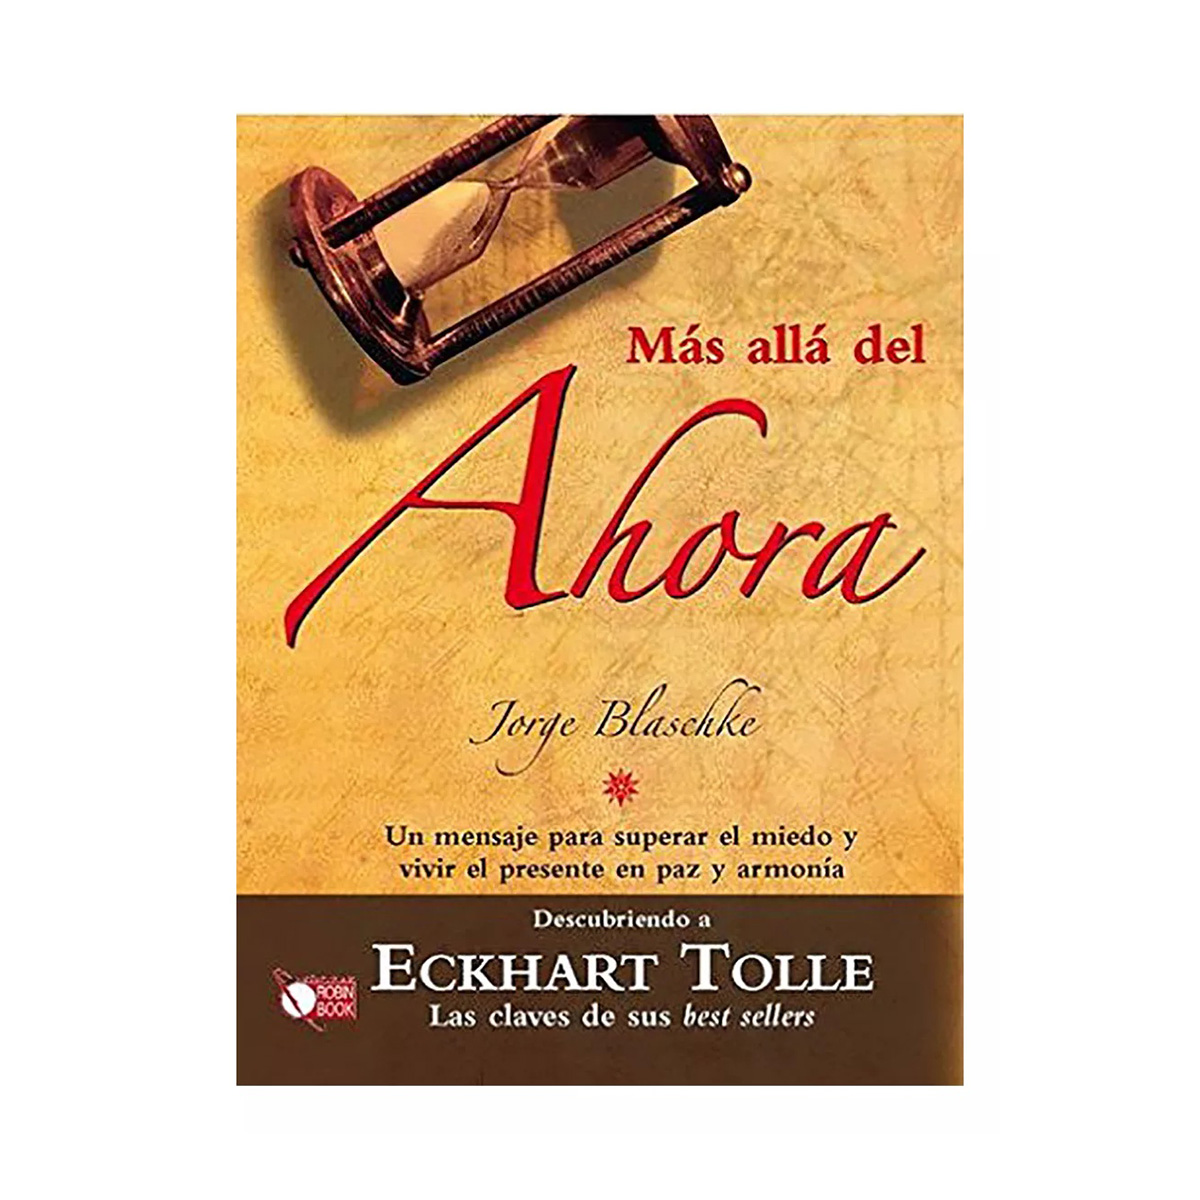 Más allá del
Ahora
Jorge Blaschke
Un mensaje para superar el miedo y
vivir el presente en paz y armonía
Descubriendo a
ECKHART TOLLE
Las claves de sus best sellers
ROBIN
BOOK